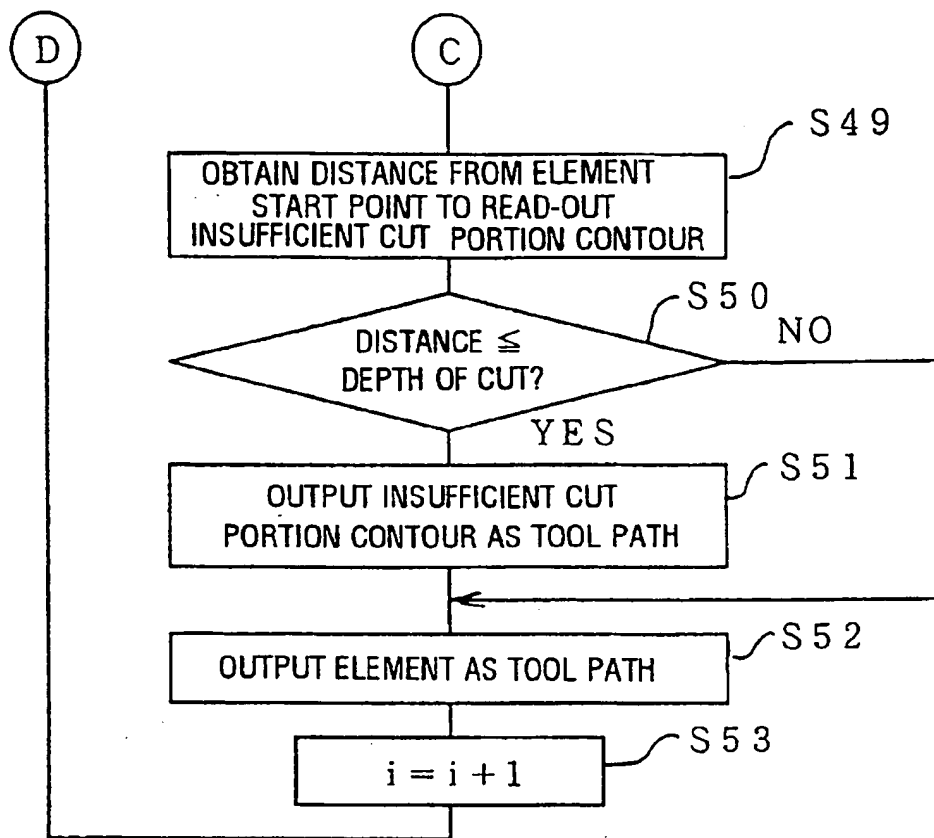 D
C
S49
OBTAIN DISTANCE FROM ELEMENT
START POINT TO READ-OUT
INSUFFICIENT CUT PORTION CONTOUR
S50
NO
DISTANCE ≦
DEPTH OF CUT?
YES
S51
OUTPUT INSUFFICIENT CUT
PORTION CONTOUR AS TOOL PATH
S52
OUTPUT ELEMENT AS TOOL PATH
S53
i = i + 1